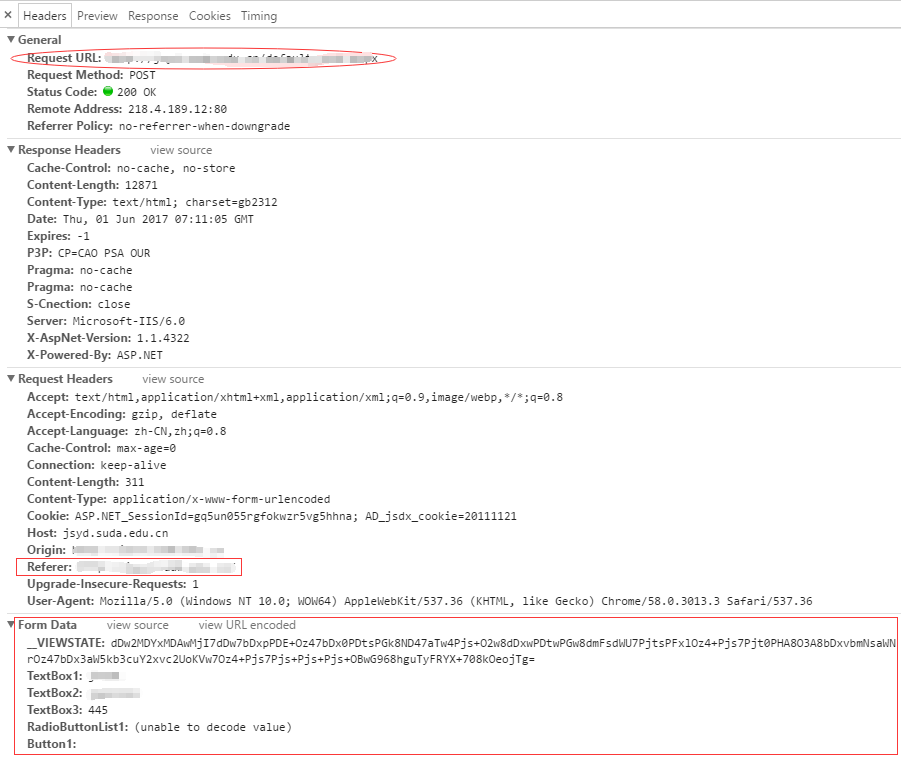 × Headers Preview Response Cookies Timing
▼ General
Request URL:
Request Method: POST
Status Code: 200 OK
Remote Address: 218.4.189.12:80
Referrer Policy: no-referrer-when-downgrade
▼ Response Headers view source
Cache-Control: no-cache, no-store
Content-Length: 12871
Content-Type: text/html; charset=gb2312
Date: Thu, 01 Jun 2017 07:11:05 GMT
Expires: -1
P3P: CP=CAO PSA OUR
Pragma: no-cache
Pragma: no-cache
S-Cnection: close
Server: Microsoft-IIS/6.0
X-AspNet-Version: 1.1.4322
X-Powered-By: ASP.NET
▼ Request Headers view source
Accept: text/html,application/xhtml+xml,application/xml;q=0.9,image/webp,*/*;q=0.8
Accept-Encoding: gzip, deflate
Accept-Language: zh-CN,zh;q=0.8
Cache-Control: max-age=0
Connection: keep-alive
Content-Length: 311
Content-Type: application/x-www-form-urlencoded
Cookie: ASP.NET_SessionId=gq5un055rgfokwzr5vg5hhna; AD_jsdx_cookie=20111121
Host: jsyd.suda.edu.cn
Origin:
Referer:
Upgrade-Insecure-Requests: 1
User-Agent: Mozilla/5.0 (Windows NT 10.0; WOW64) AppleWebKit/537.36 (KHTML, like Gecko) Chrome/58.0.3013.3 Safari/537.36
▼ Form Data view source view URL encoded
__VIEWSTATE: dDw2MDYxMDAwMjI7dDw7bDxpPDE+Oz47bDx0PDtsPGk8ND47aTw4Pjs+O2w8dDxwPDtwPGw8dmFsdWU7PjtsPFxlOz4+Pjs7Pjt0PHA8O3A8bDxvbmNsaWN
rOz47bDx3aW5kb3cuY2xvc2UoKVw7Oz4+Pjs7Pjs+Pjs+Pjs+OBwG968hguTyFRYX+708kOeojTg=
TextBox1:
TextBox2:
TextBox3: 445
RadioButtonList1: (unable to decode value)
Button1: